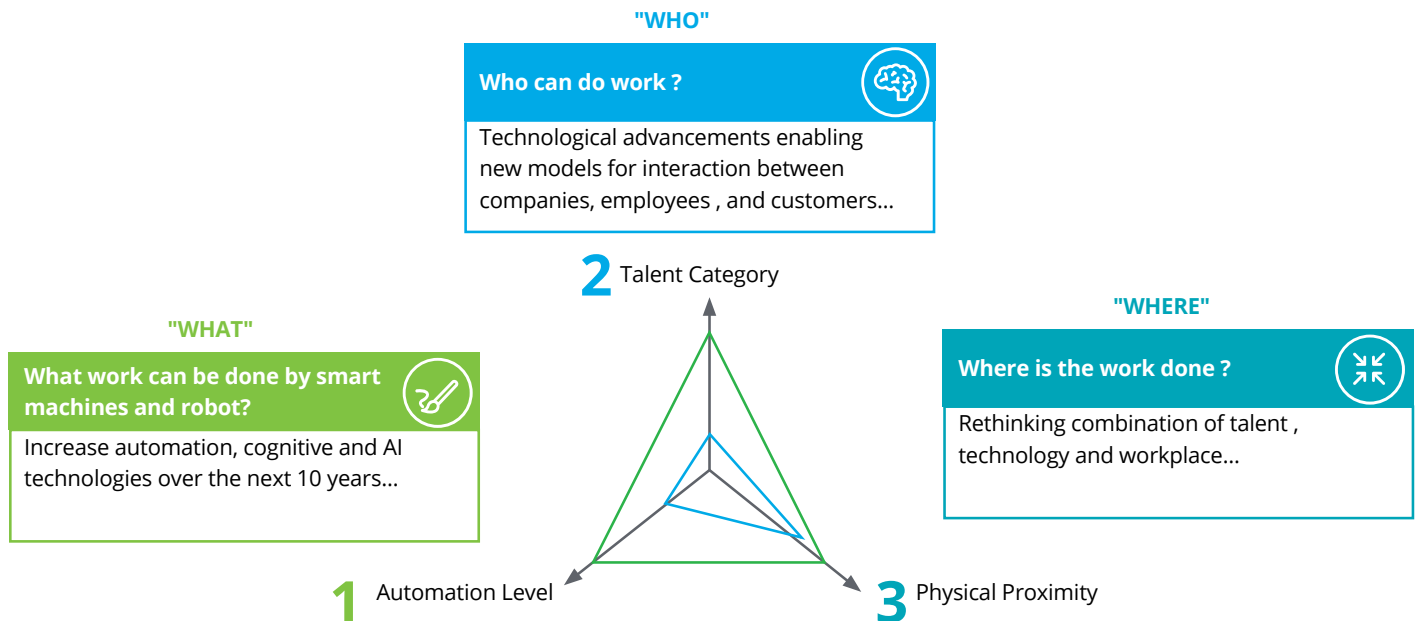 "WHO"
Who can do work ?
Technological advancements enabling
new models for interaction between
companies, employees , and customers...
2 Talent Category
"WHAT"
What work can be done by smart
machines and robot?
Increase automation, cognitive and AI
technologies over the next 10 years...
"WHERE"
Where is the work done ?
Rethinking combination of talent ,
technology and workplace...
1 Automation Level
3 Physical Proximity